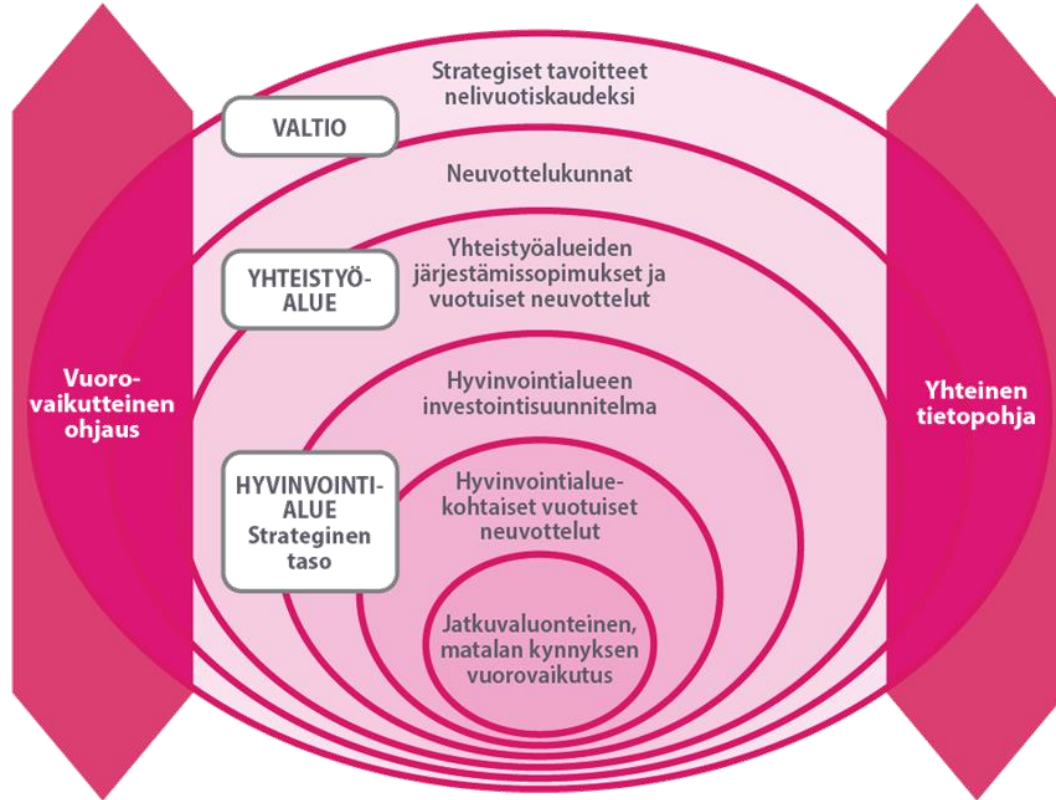 Strategiset tavoitteet
nelivuotiskaudeksi
VALTIO
Neuvottelukunnat
YHTEISTYÖ-
ALUE
Yhteistyöalueiden
järjestämissopimukset ja
vuotuiset neuvottelut
Vuoro-
vaikutteinen
ohjaus
Hyvinvointialueen
investointisuunnitelma
Yhteinen
tietopohja
HYVINVOINTI-
ALUE
Strateginen
taso
Hyvinvointialue-
kohtaiset vuotuiset
neuvottelut
Jatkuvaluonteinen,
matalan kynnyksen
vuorovaikutus